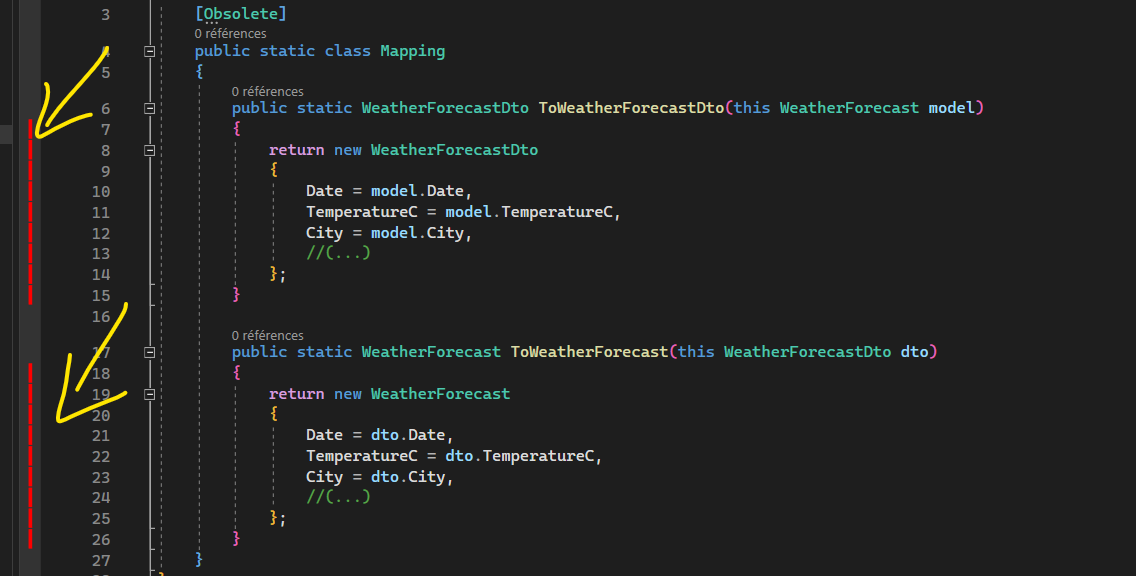 3 [Obsolete]
0 références
4 public static class Mapping
5 {
0 références
6 public static WeatherForecastDto ToWeatherForecastDto(this WeatherForecast model)
7 {
8 return new WeatherForecastDto
9 {
10 Date = model.Date,
11 TemperatureC = model.TemperatureC,
12 City = model.City,
13 //(...)
14 };
15 }
16
0 références
17 public static WeatherForecast ToWeatherForecast(this WeatherForecastDto dto)
18 {
19 return new WeatherForecast
20 {
21 Date = dto.Date,
22 TemperatureC = dto.TemperatureC,
23 City = dto.City,
24 //(...)
25 };
26 }
27 }